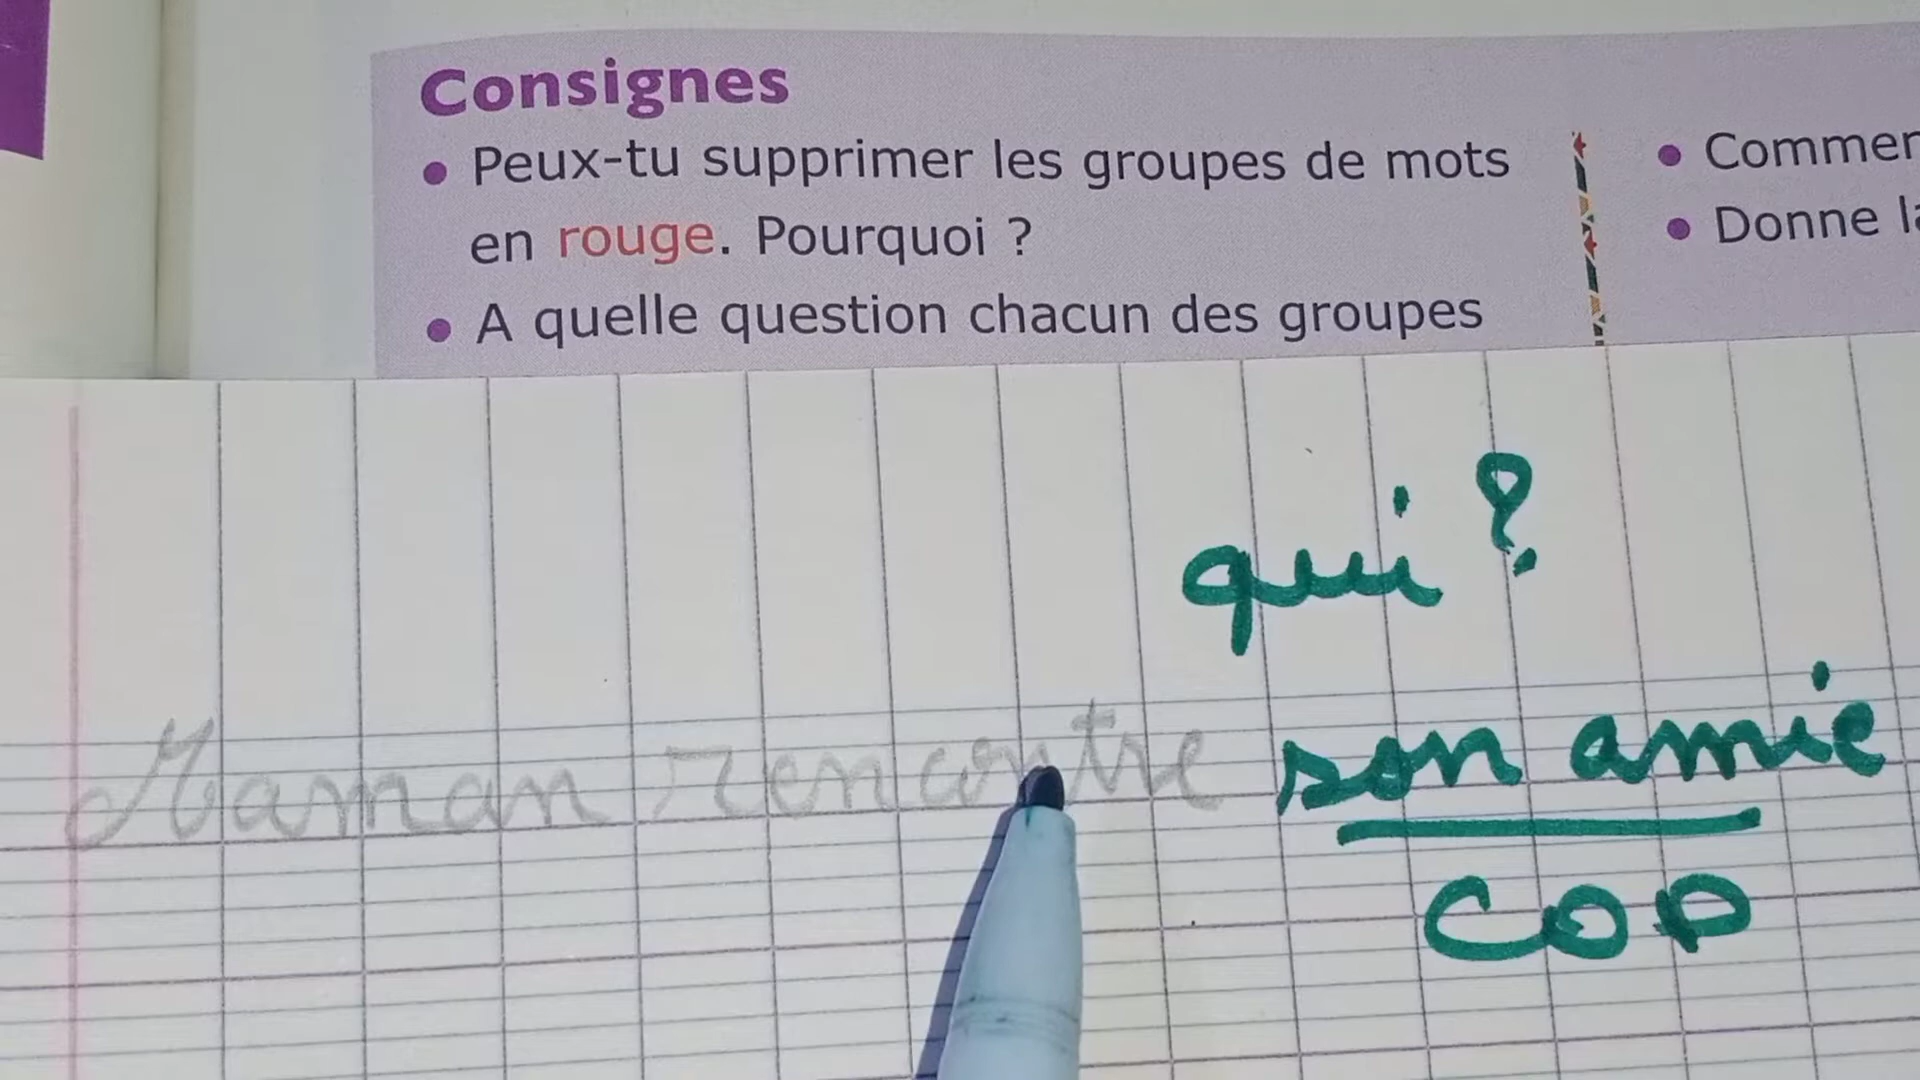 Consignes
• Peux-tu supprimer les groupes de mots
en rouge. Pourquoi ?
• A quelle question chacun des groupes
• Commen
• Donne la
qui ?
Maman rencontre son amie
COD